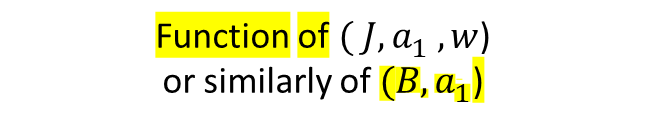 Function of (J, a₁ , w)
or similarly of (B, a₁)